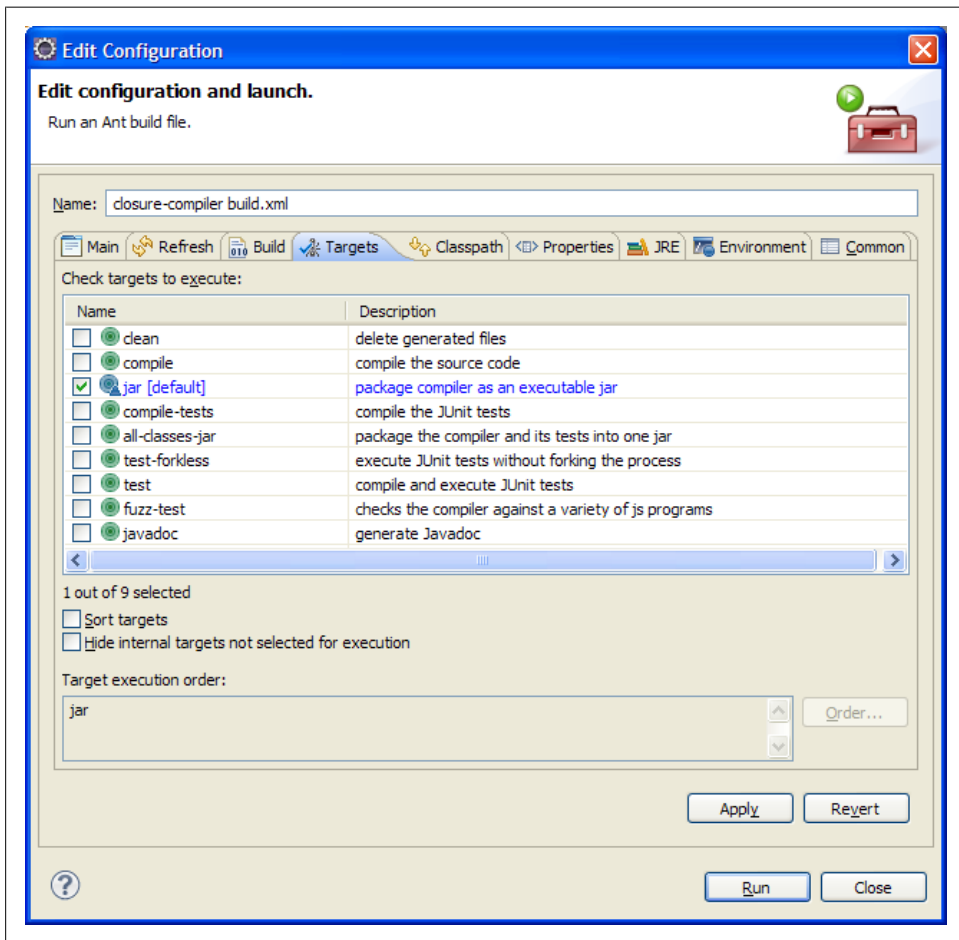 Edit Configuration
Edit configuration and launch.
Run an Ant build file.
Name: closure-compiler build.xml
Main Refresh 010 Build Targets Classpath Properties JRE Environment Common
Check targets to execute:
Name Description
clean delete generated files
compile compile the source code
jar [default] package compiler as an executable jar
compile-tests compile the JUnit tests
all-classes-jar package the compiler and its tests into one jar
test-forkless execute JUnit tests without forking the process
test compile and execute JUnit tests
fuzz-test checks the compiler against a variety of js programs
javadoc generate Javadoc
1 out of 9 selected
Sort targets
Hide internal targets not selected for execution
Target execution order:
jar Order...
Apply Revert
? Run Close